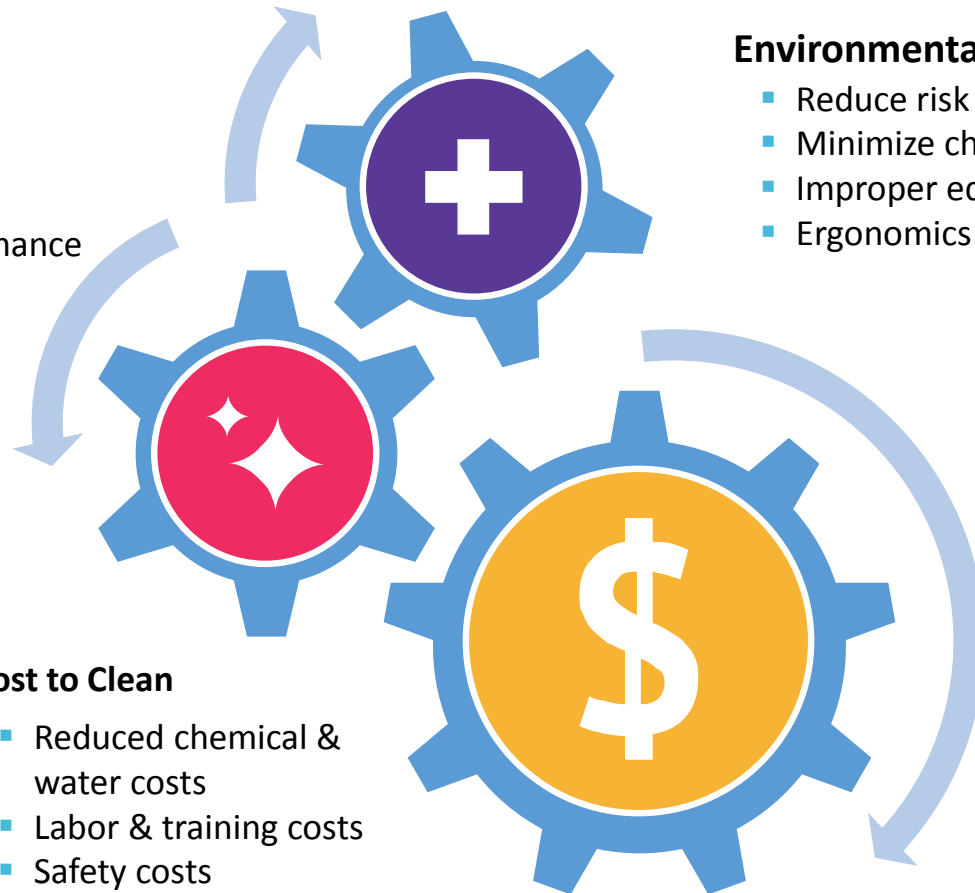 Environmenta
Reduce risk
Minimize ch
Improper e
Ergonomics
nance
ost to Clean
Reduced chemical &
water costs
Labor & training costs
Safety costs
$